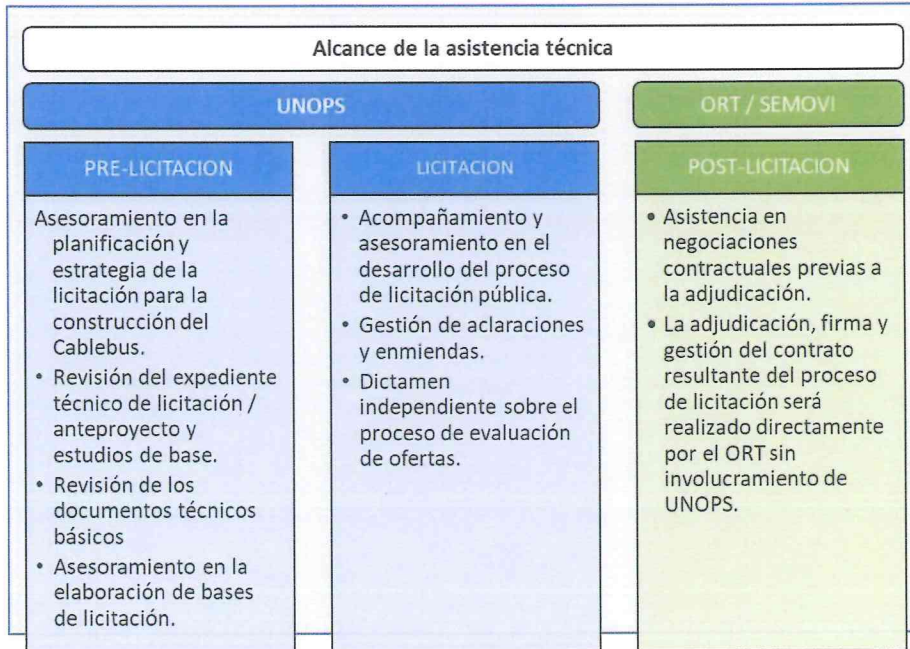 Alcance de la asistencia técnica
UNOPS
ORT / SEMOVI
PRE-LICITACION
Asesoramiento en la
planificación y
estrategia de la
licitación para la
construcción del
Cablebus.
• Revisión del expediente
técnico de licitación /
anteproyecto y
estudios de base.
• Revisión de los
documentos técnicos
básicos
• Asesoramiento en la
elaboración de bases
de licitación.
LICITACION
• Acompañamiento y
asesoramiento en el
desarrollo del proceso
de licitación pública.
• Gestión de aclaraciones
y enmiendas.
• Dictamen
independiente sobre el
proceso de evaluación
de ofertas.
POST-LICITACION
• Asistencia en
negociaciones
contractuales previas a
la adjudicación.
• La adjudicación, firma y
gestión del contrato
resultante del proceso
de licitación será
realizado directamente
por el ORT sin
involucramiento de
UNOPS.